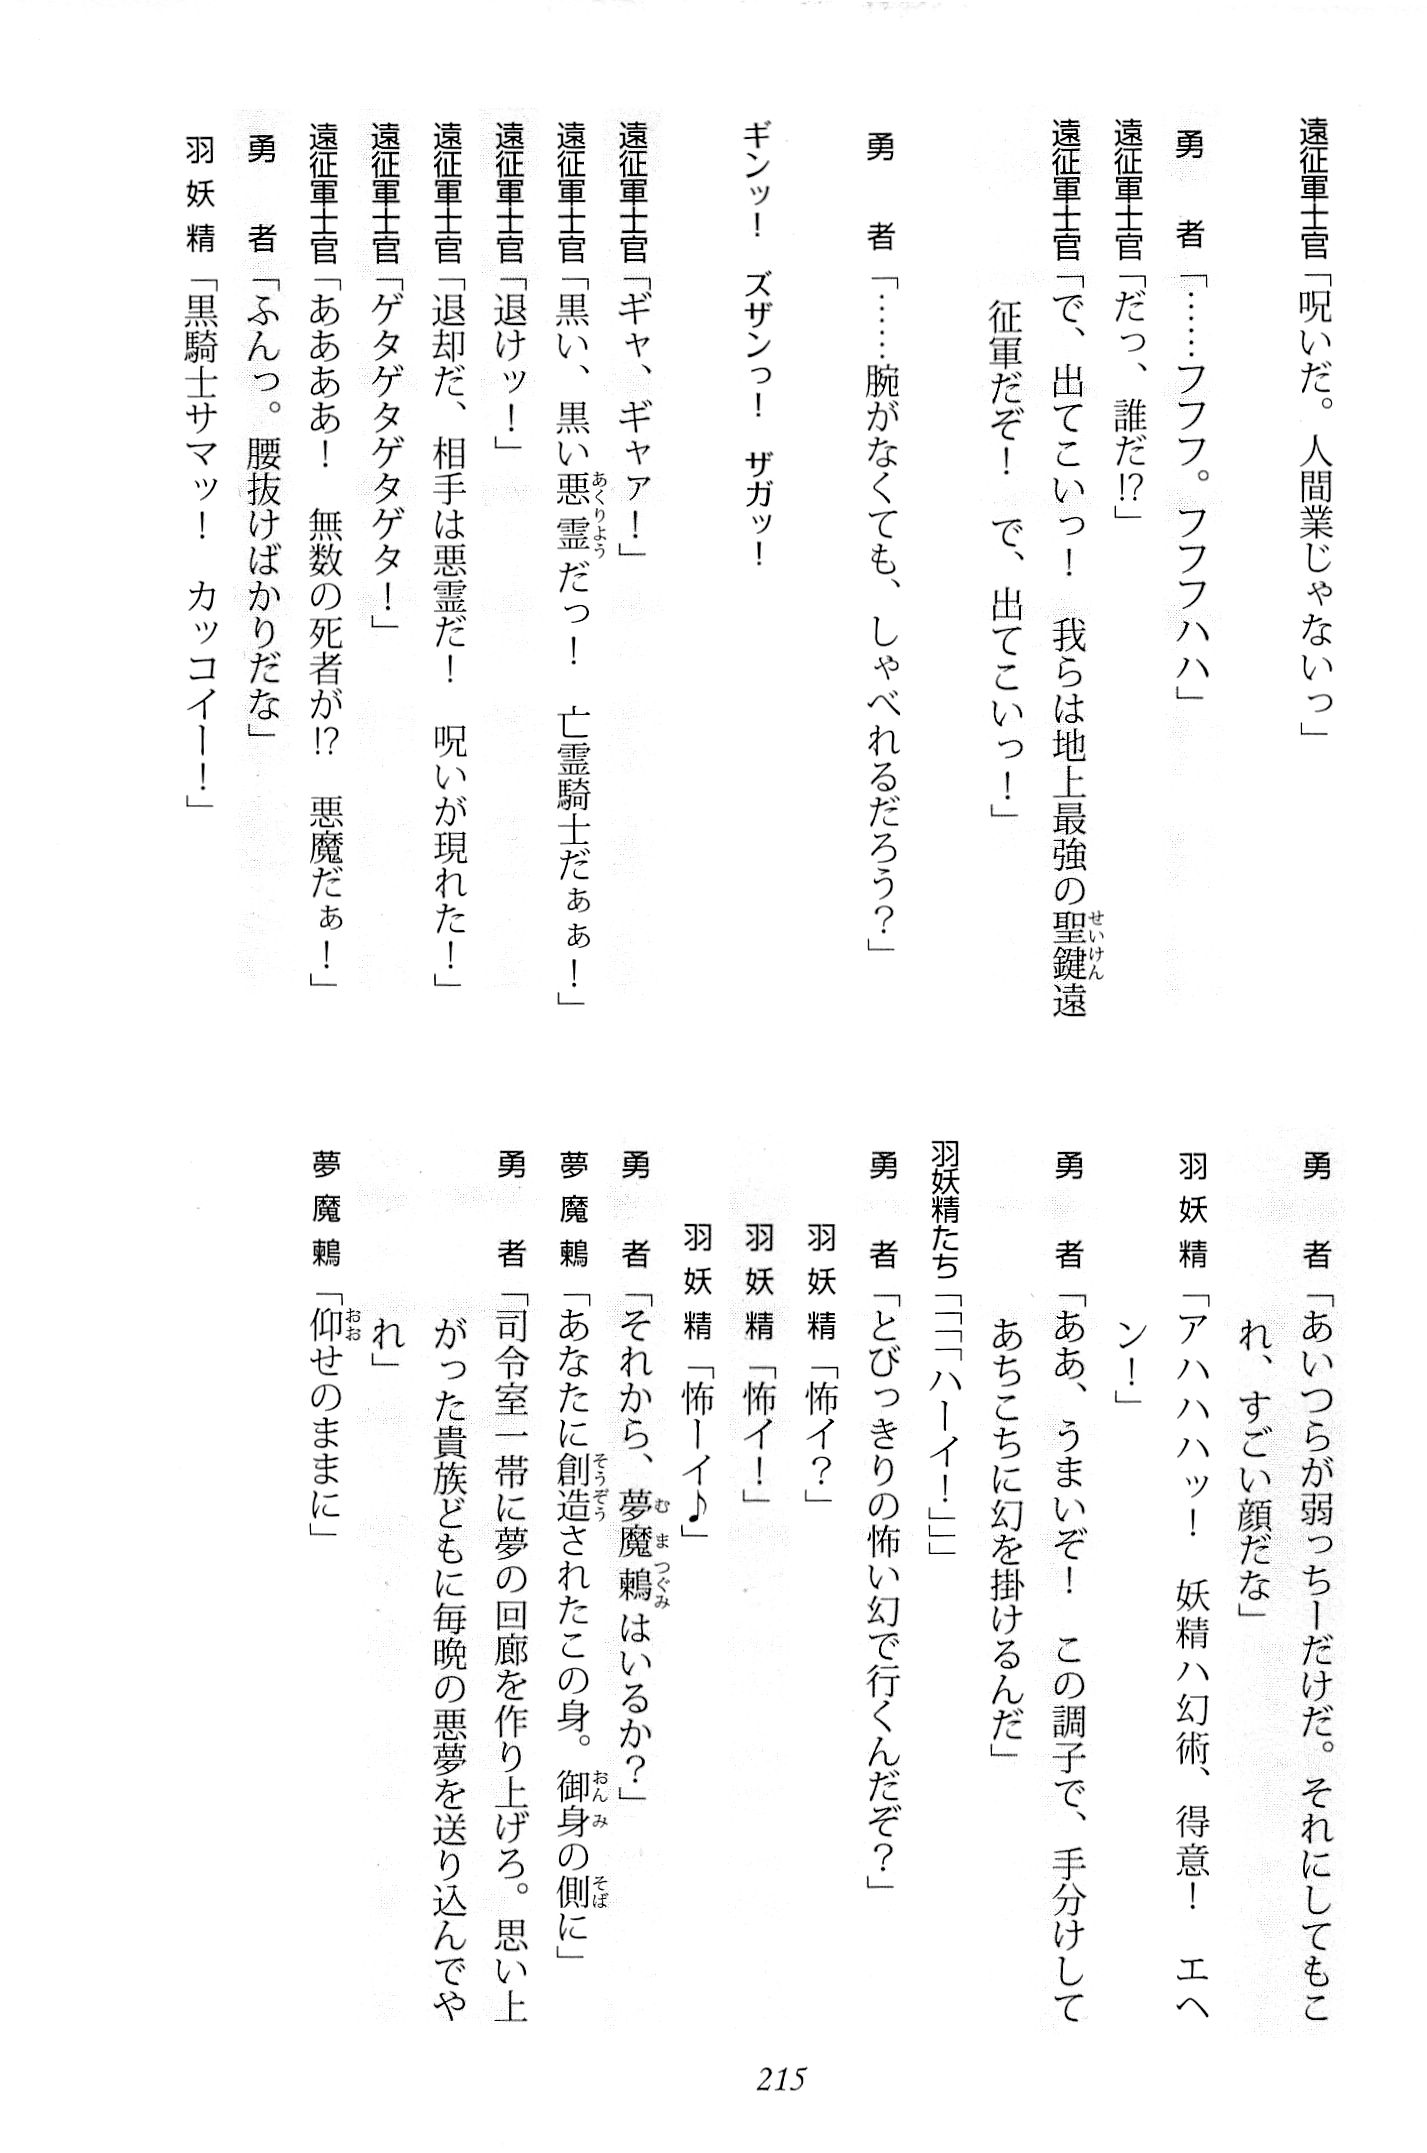 遠征軍士官「呪いだ。人間業じゃないっ」
勇　者「……フフフ。フフフハハ」
遠征軍士官「だっ、誰だ!?」
遠征軍士官「で、出てこいっ！　我らは地上最強の聖鍵遠
征軍だぞ！　で、出てこいっ！」
勇　者「……腕がなくても、しゃべれるだろう？」
ギンッ！　ズザンっ！　ザガッ！
遠征軍士官「ギャ、ギャァ！」
遠征軍士官「黒い、黒い悪霊だっ！　亡霊騎士だぁぁ！」
遠征軍士官「退けッ！」
遠征軍士官「退却だ、相手は悪霊だ！　呪いが現れた！」
遠征軍士官「ゲタゲタゲタゲタ！」
遠征軍士官「ああああ！　無数の死者が!?　悪魔だぁ！」
勇　者「ふんっ。腰抜けばかりだな」
羽妖精「黒騎士サマッ！　カッコイー！」
勇　者「あいつらが弱っちーだけだ。それにしてもこ
れ、すごい顔だな」
羽妖精「アハハハッ！　妖精ハ幻術、得意！　エヘ
ン！」
勇　者「ああ、うまいぞ！　この調子で、手分けして
あちこちに幻を掛けるんだ」
羽妖精たち「「「「ハーイ！」」」」
勇　者「とびっきりの怖い幻で行くんだぞ？」
羽妖精「怖イ？」
羽妖精「怖イ！」
羽妖精「怖ーイ♪」
勇　者「それから、夢魔鶫はいるか？」
夢魔鶫「あなたに創造されたこの身。御身の側に」
勇　者「司令室一帯に夢の回廊を作り上げろ。思い上
がった貴族どもに毎晩の悪夢を送り込んでや
れ」
夢魔鶫「仰せのままに」
215